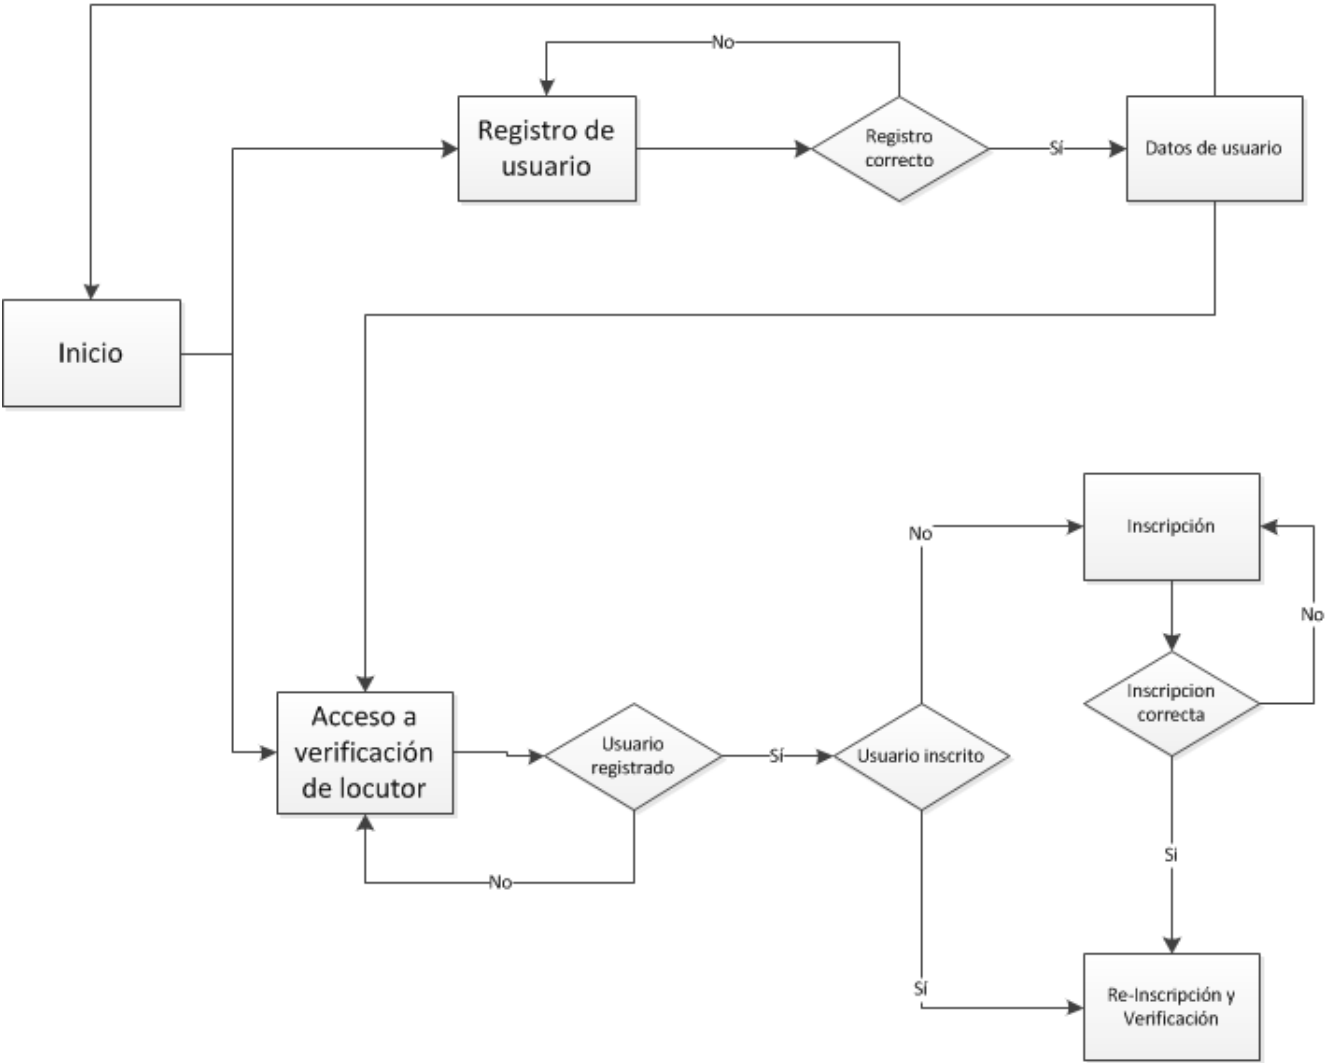 No
Registro de
usuario
Registro
correcto
Sí
Datos de usuario
Inicio
Inscripción
No
No
Inscripcion
correcta
Acceso a
verificación
de locutor
Usuario
registrado
Sí
Usuario inscrito
Si
No
Sí
Re-Inscripción y
Verificación